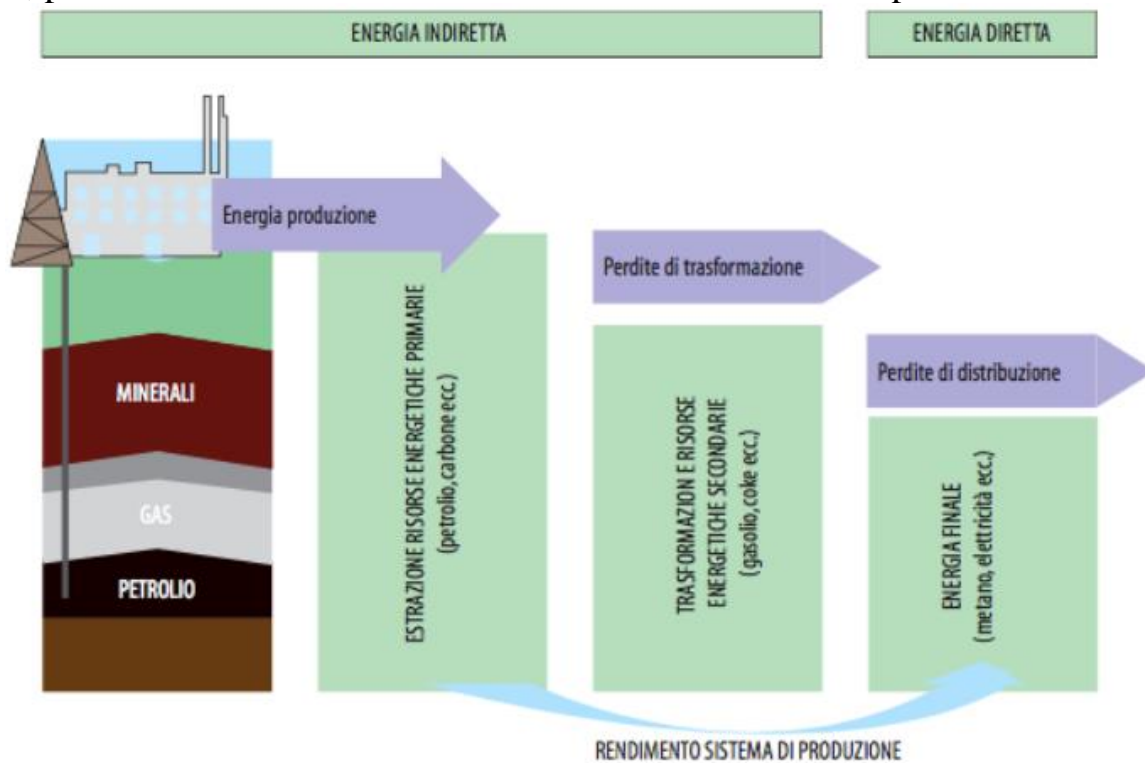 ENERGIA INDIRETTA
ENERGIA DIRETTA
Energia produzione
Perdite di trasformazione
Perdite di distribuzione
MINERALI
GAS
PETROLIO
ESTRAZIONE RISORSE ENERGETICHE PRIMARIE
(petrolio, carbone ecc.)
TRASFORMAZION E RISORSE
ENERGETICHE SECONDARIE
(gasolio, coke ecc.)
ENERGIA FINALE
(metano, elettricità ecc.)
RENDIMENTO SISTEMA DI PRODUZIONE